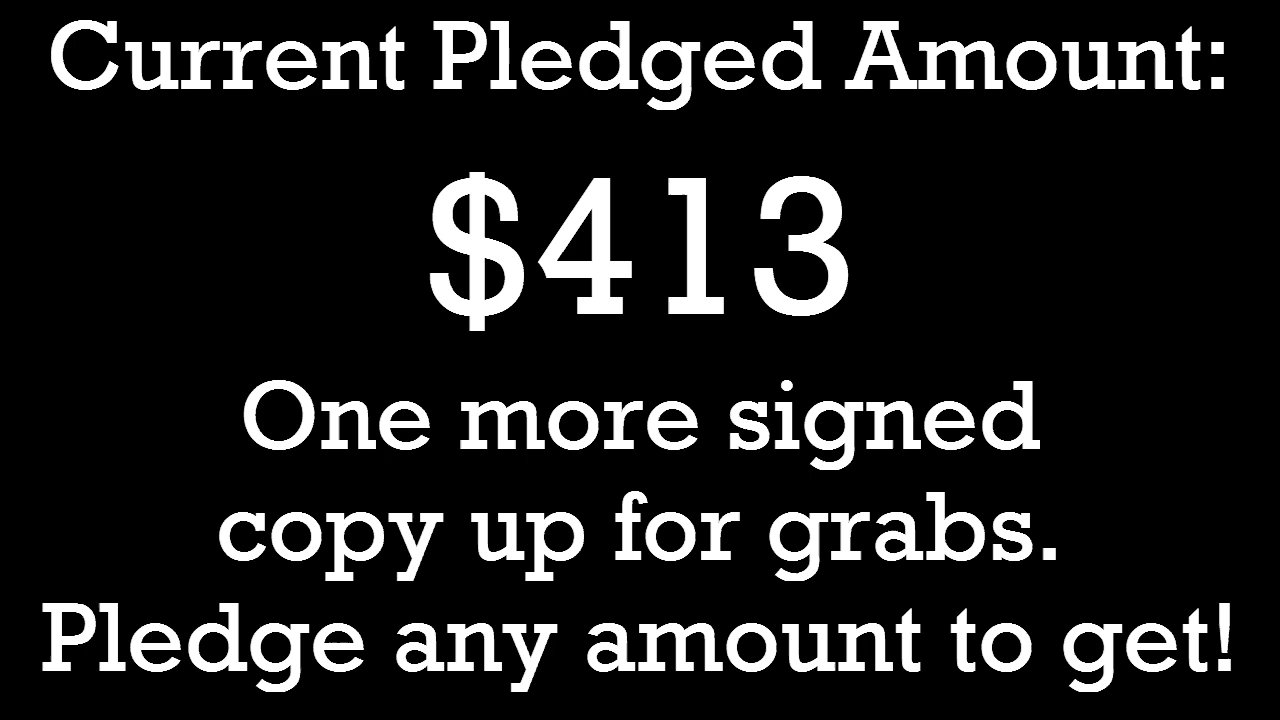 Current Pledged Amount:
$413
One more signed
copy up for grabs.
Pledge any amount to get!